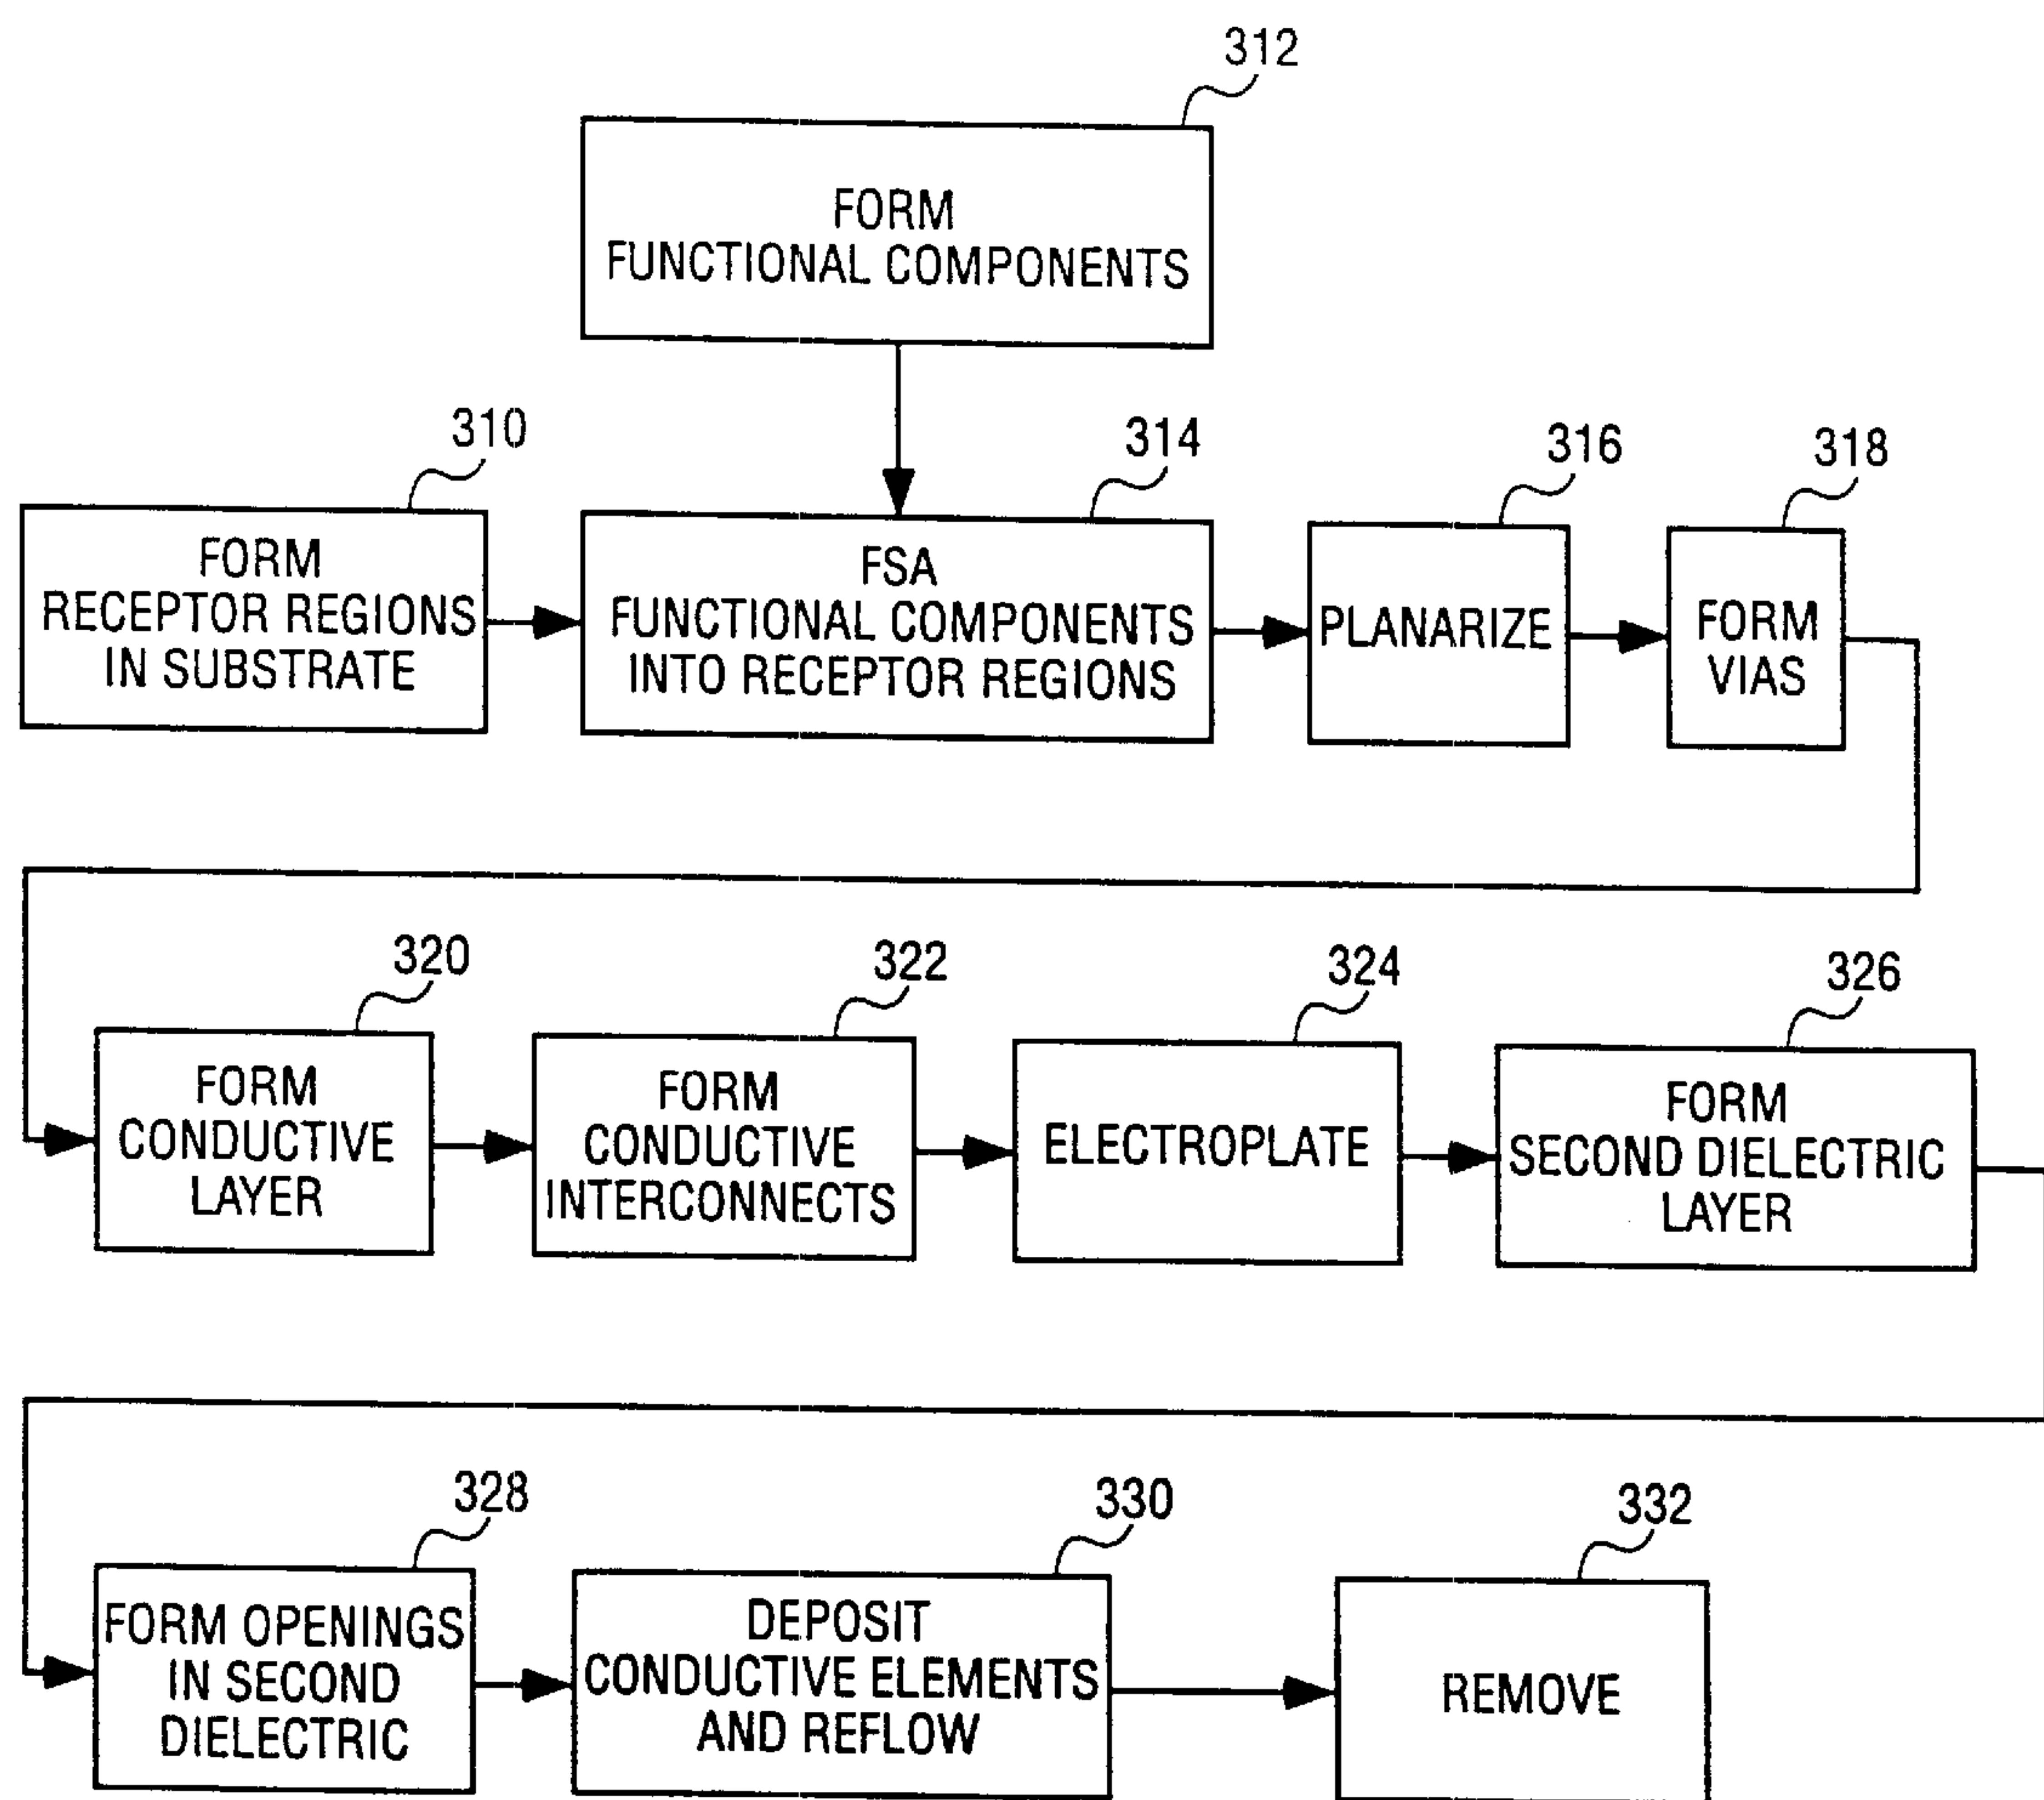 312
FORM
FUNCTIONAL COMPONENTS
310
FORM
RECEPTOR REGIONS
IN SUBSTRATE
314
FSA
FUNCTIONAL COMPONENTS
INTO RECEPTOR REGIONS
316
PLANARIZE
318
FORM
VIAS
320
FORM
CONDUCTIVE
LAYER
322
FORM
CONDUCTIVE
INTERCONNECTS
324
ELECTROPLATE
326
FORM
SECOND DIELECTRIC
LAYER
328
FORM OPENINGS
IN SECOND
DIELECTRIC
330
DEPOSIT
CONDUCTIVE ELEMENTS
AND REFLOW
332
REMOVE